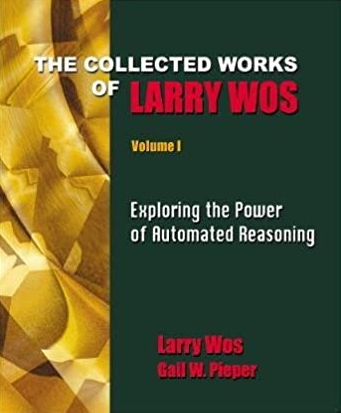 THE COLLECTED WORKS
OF LARRY WOS
Volume I
Exploring the Power
of Automated Reasoning
Larry Wos
Gail W. Pieper